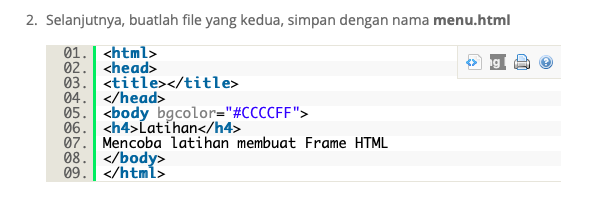 2. Selanjutnya, buatlah file yang kedua, simpan dengan nama menu.html
01. <html>
02. <head>
03. <title></title>
04. </head>
05. <body bgcolor="#CCCCFF">
06. <h4>Latihan</h4>
07. Mencoba latihan membuat Frame HTML
08. </body>
09. </html>